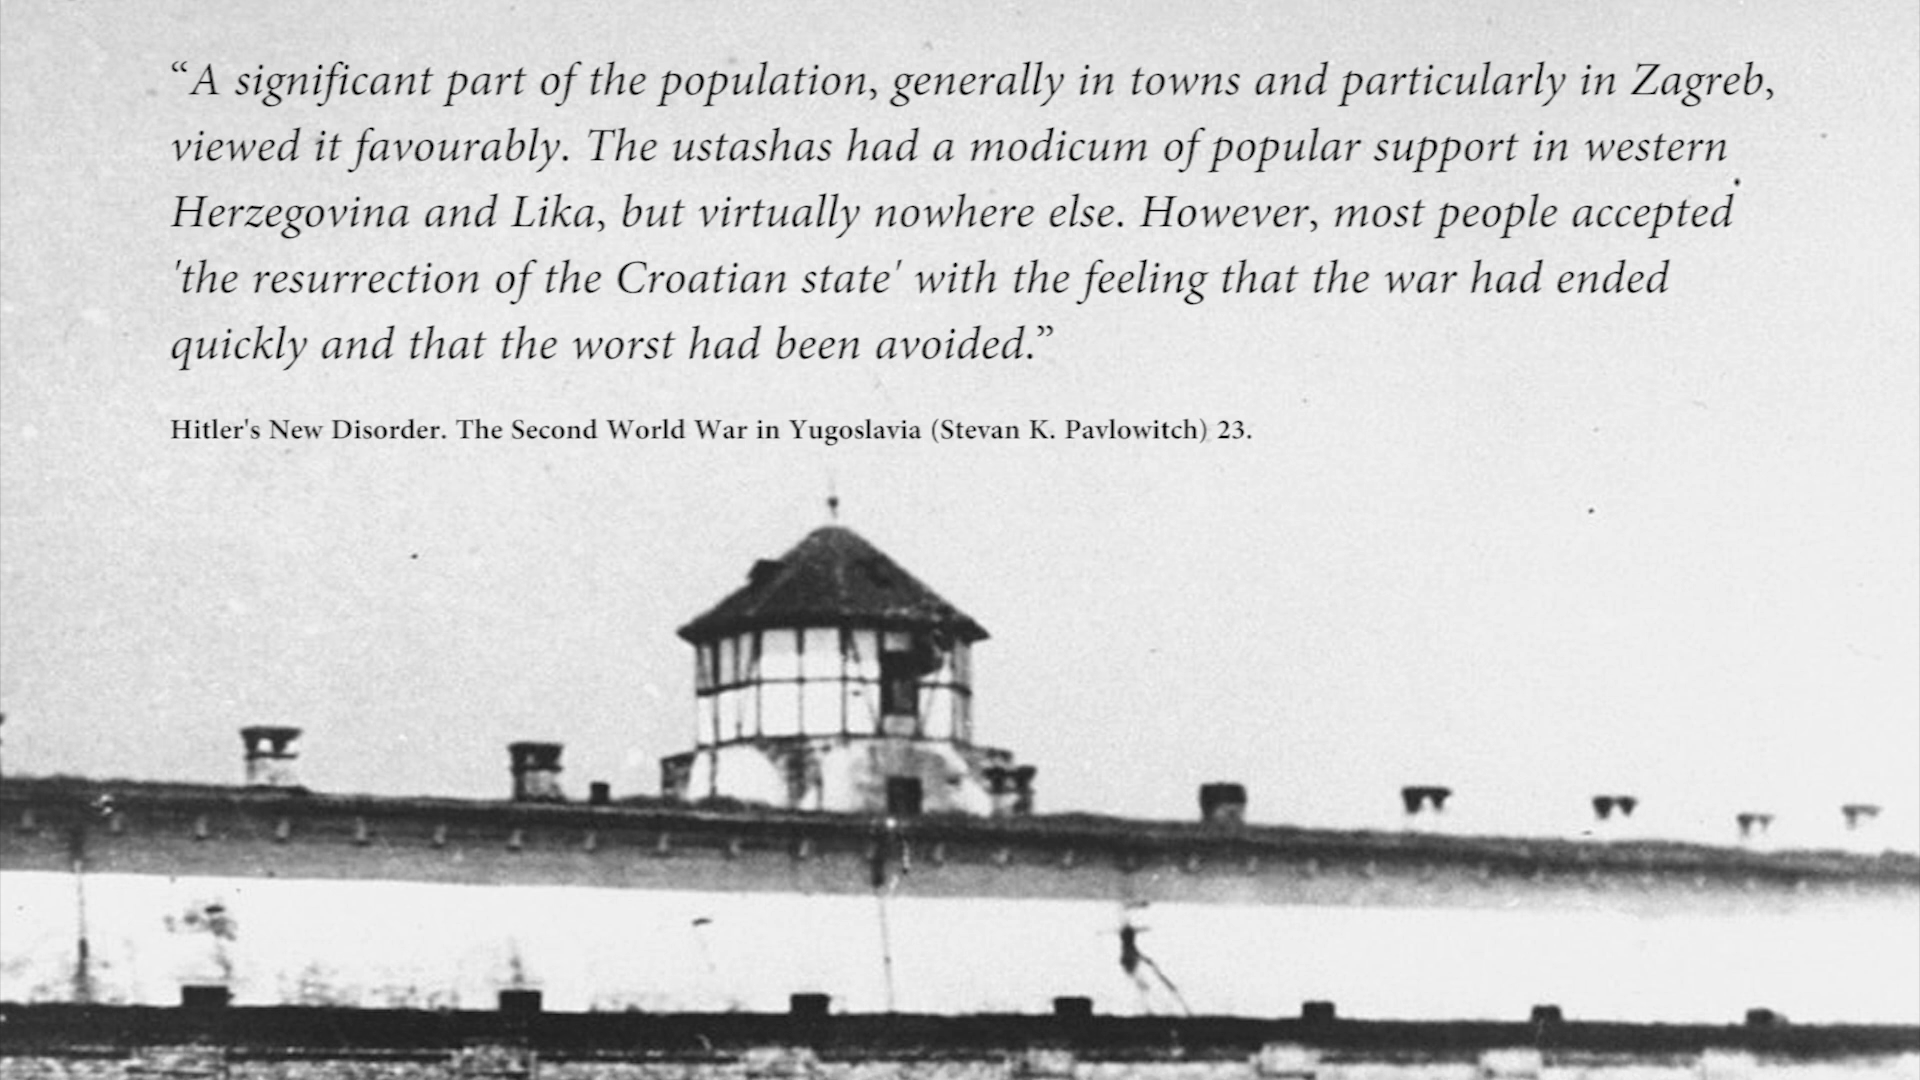 “A significant part of the population, generally in towns and particularly in Zagreb,
viewed it favourably. The ustashas had a modicum of popular support in western
Herzegovina and Lika, but virtually nowhere else. However, most people accepted
'the resurrection of the Croatian state' with the feeling that the war had ended
quickly and that the worst had been avoided.”
Hitler's New Disorder. The Second World War in Yugoslavia (Stevan K. Pavlowitch) 23.